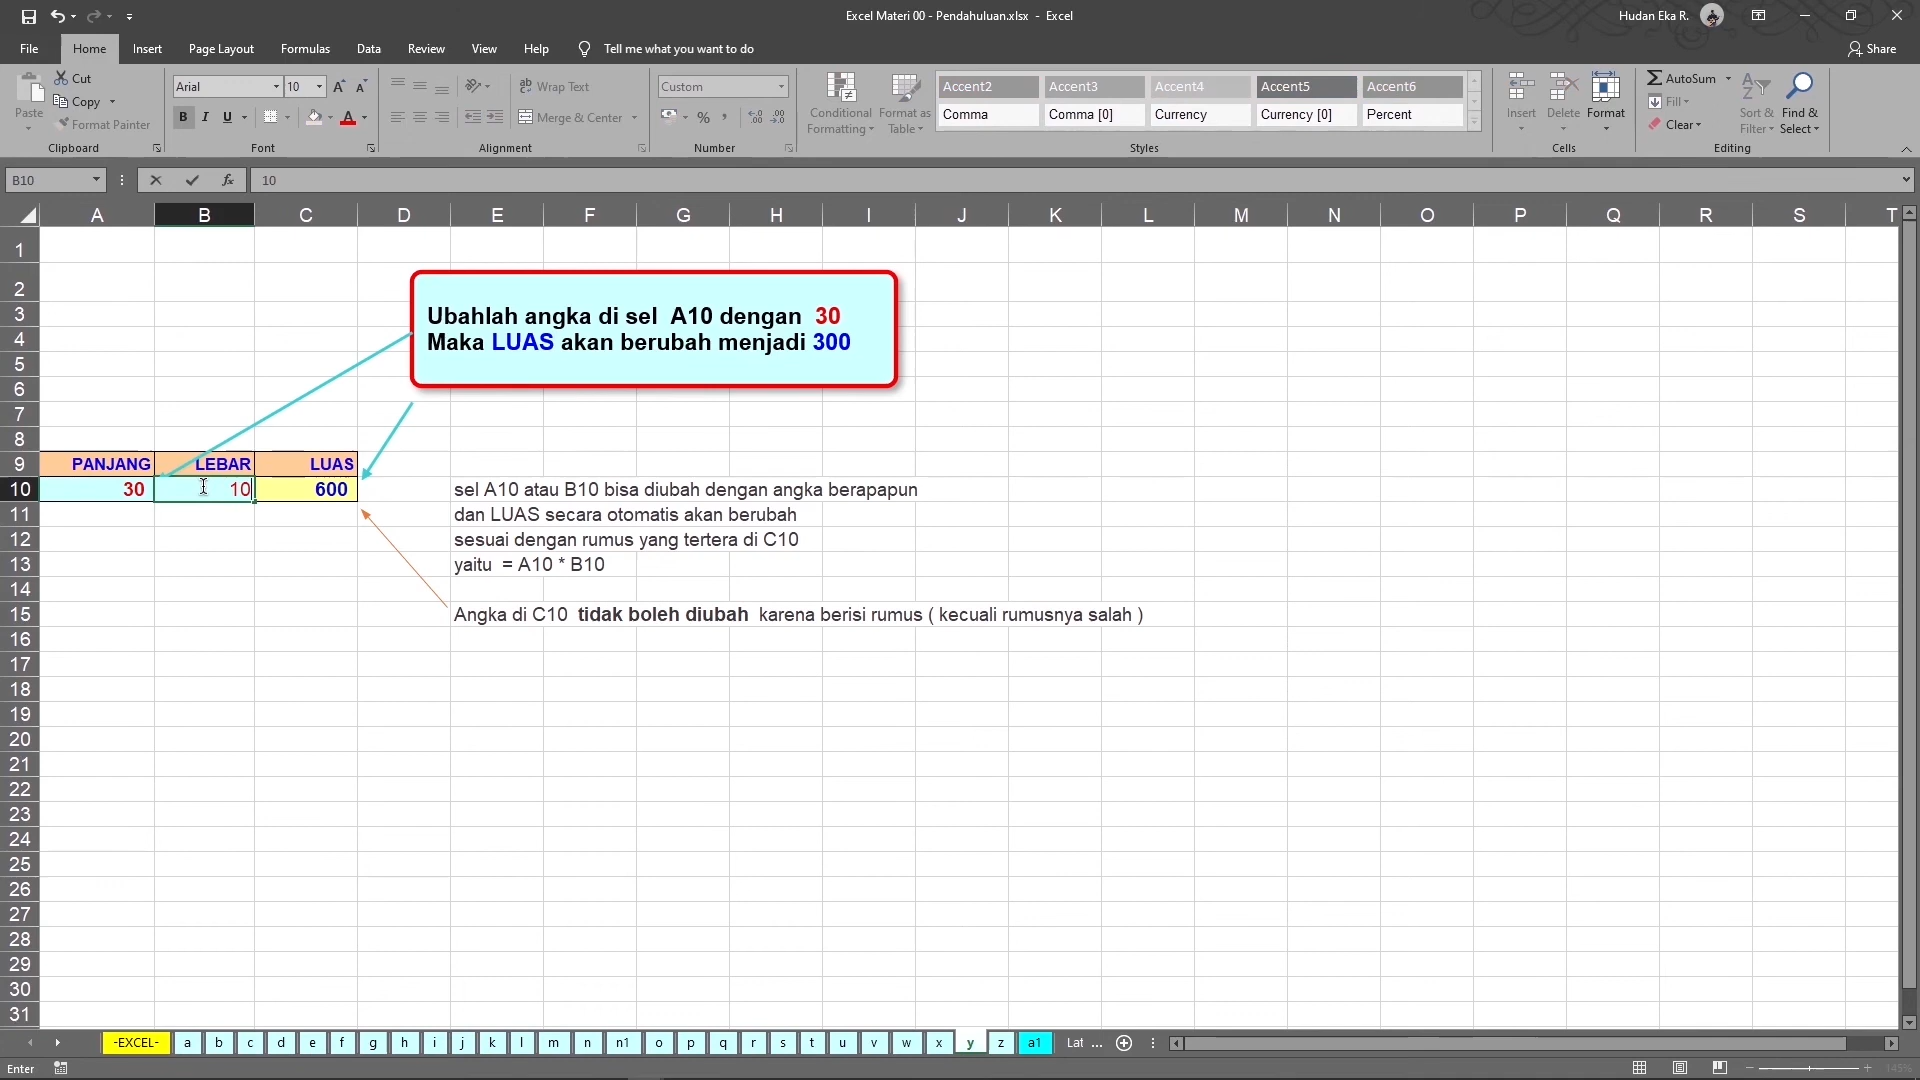 Excel Materi 00 - Pendahuluan.xlsx - Excel
Hudan Eka R.
File Home Insert Page Layout Formulas Data Review View Help Tell me what you want to do Share
Paste
Cut
Copy
Format Painter
Clipboard
Arial 10
B I U
Font
Wrap Text
Merge & Center
Alignment
Custom
Number
Conditional Formatting
Format as Table
Accent2 Accent3 Accent4 Accent5 Accent6
Comma Comma [0] Currency Currency [0] Percent
Styles
Insert Delete Format
Cells
AutoSum
Fill
Clear
Sort & Filter
Find & Select
Editing
B10 fx 10
A B C D E F G H I J K L M N O P Q R S T
1
2
3
4
5
6
7
8
9
10
11
12
13
14
15
16
17
18
19
20
21
22
23
24
25
26
27
28
29
30
31
Ubahlah angka di sel A10 dengan 30
Maka LUAS akan berubah menjadi 300
PANJANG LEBAR LUAS
30 10 600
sel A10 atau B10 bisa diubah dengan angka berapapun
dan LUAS secara otomatis akan berubah
sesuai dengan rumus yang tertera di C10
yaitu = A10 * B10
Angka di C10 tidak boleh diubah karena berisi rumus ( kecuali rumusnya salah )
-EXCEL- a b c d e f g h i j k l m n n1 o p q r s t u v w x y z a1 Lat ...
Enter
145%